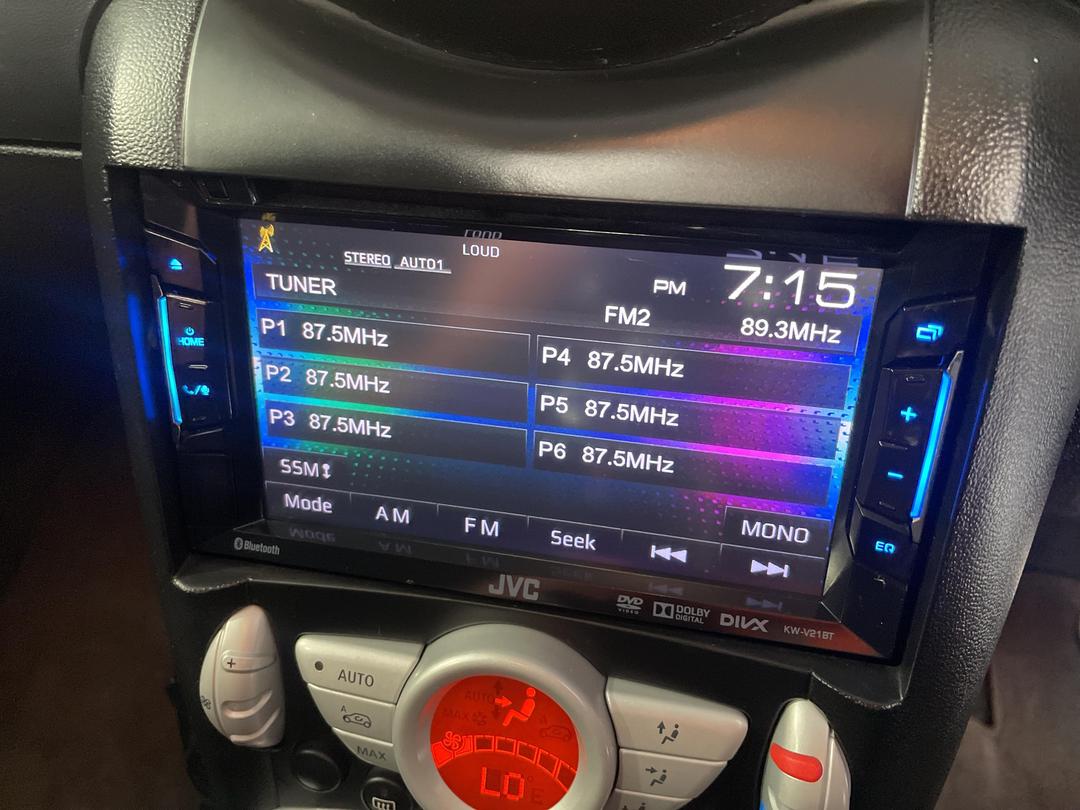 LOUD
STEREO AUTO1
PM 7:15
TUNER
FM2 89.3MHz
P1 87.5MHz
P4 87.5MHz
P2 87.5MHz
P5 87.5MHz
P3 87.5MHz
P6 87.5MHz
SSM
Mode AM FM Seek MONO
HOME
EQ
Bluetooth
JVC
DVD VIDEO
DOLBY DIGITAL
DIVX
KW-V21BT
AUTO
MAX
AUTO
MAX
LO